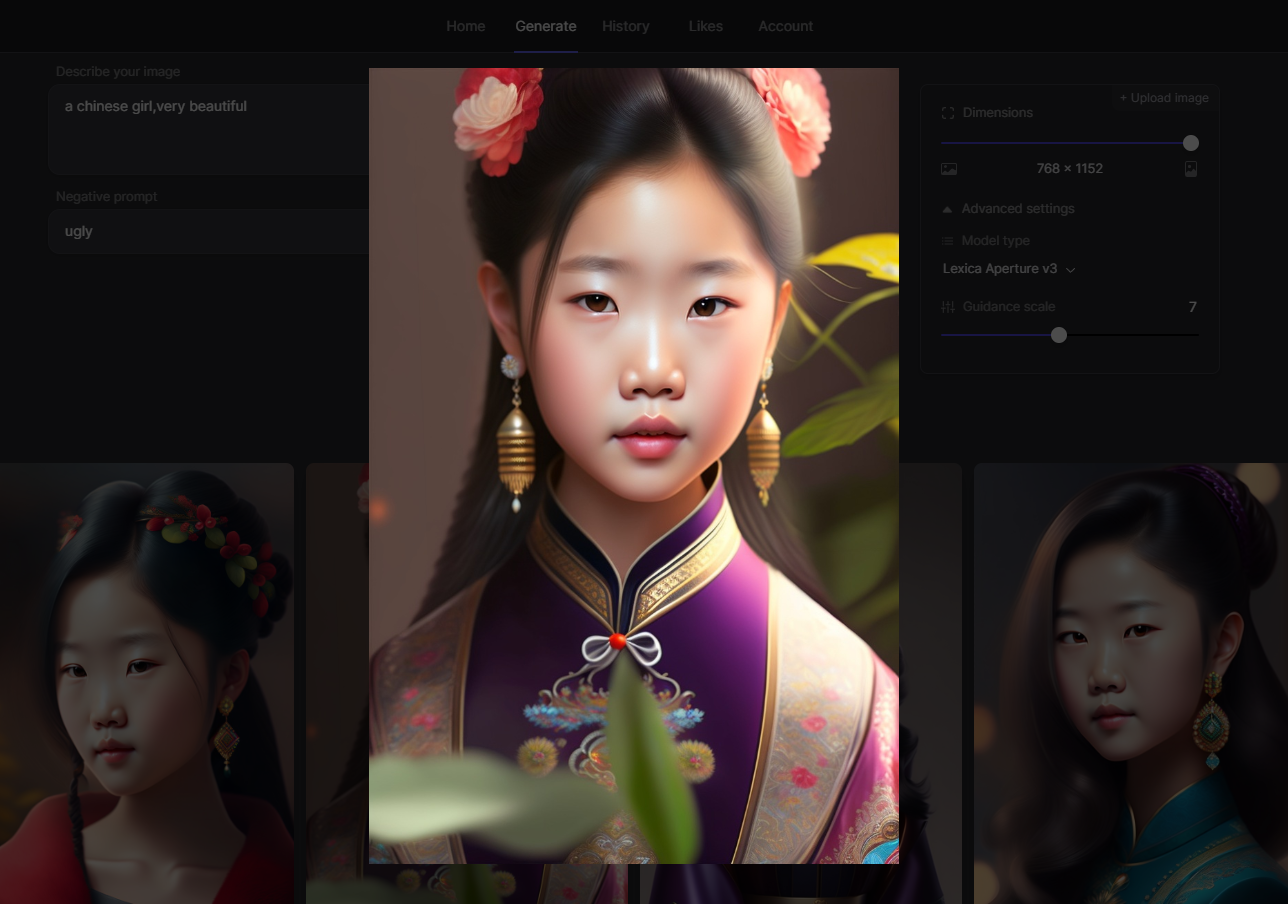 Home Generate History Likes Account
Describe your image
a chinese girl,very beautiful
Negative prompt
ugly
+ Upload image
Dimensions
768 × 1152
Advanced settings
Model type
Lexica Aperture v3
Guidance scale 7